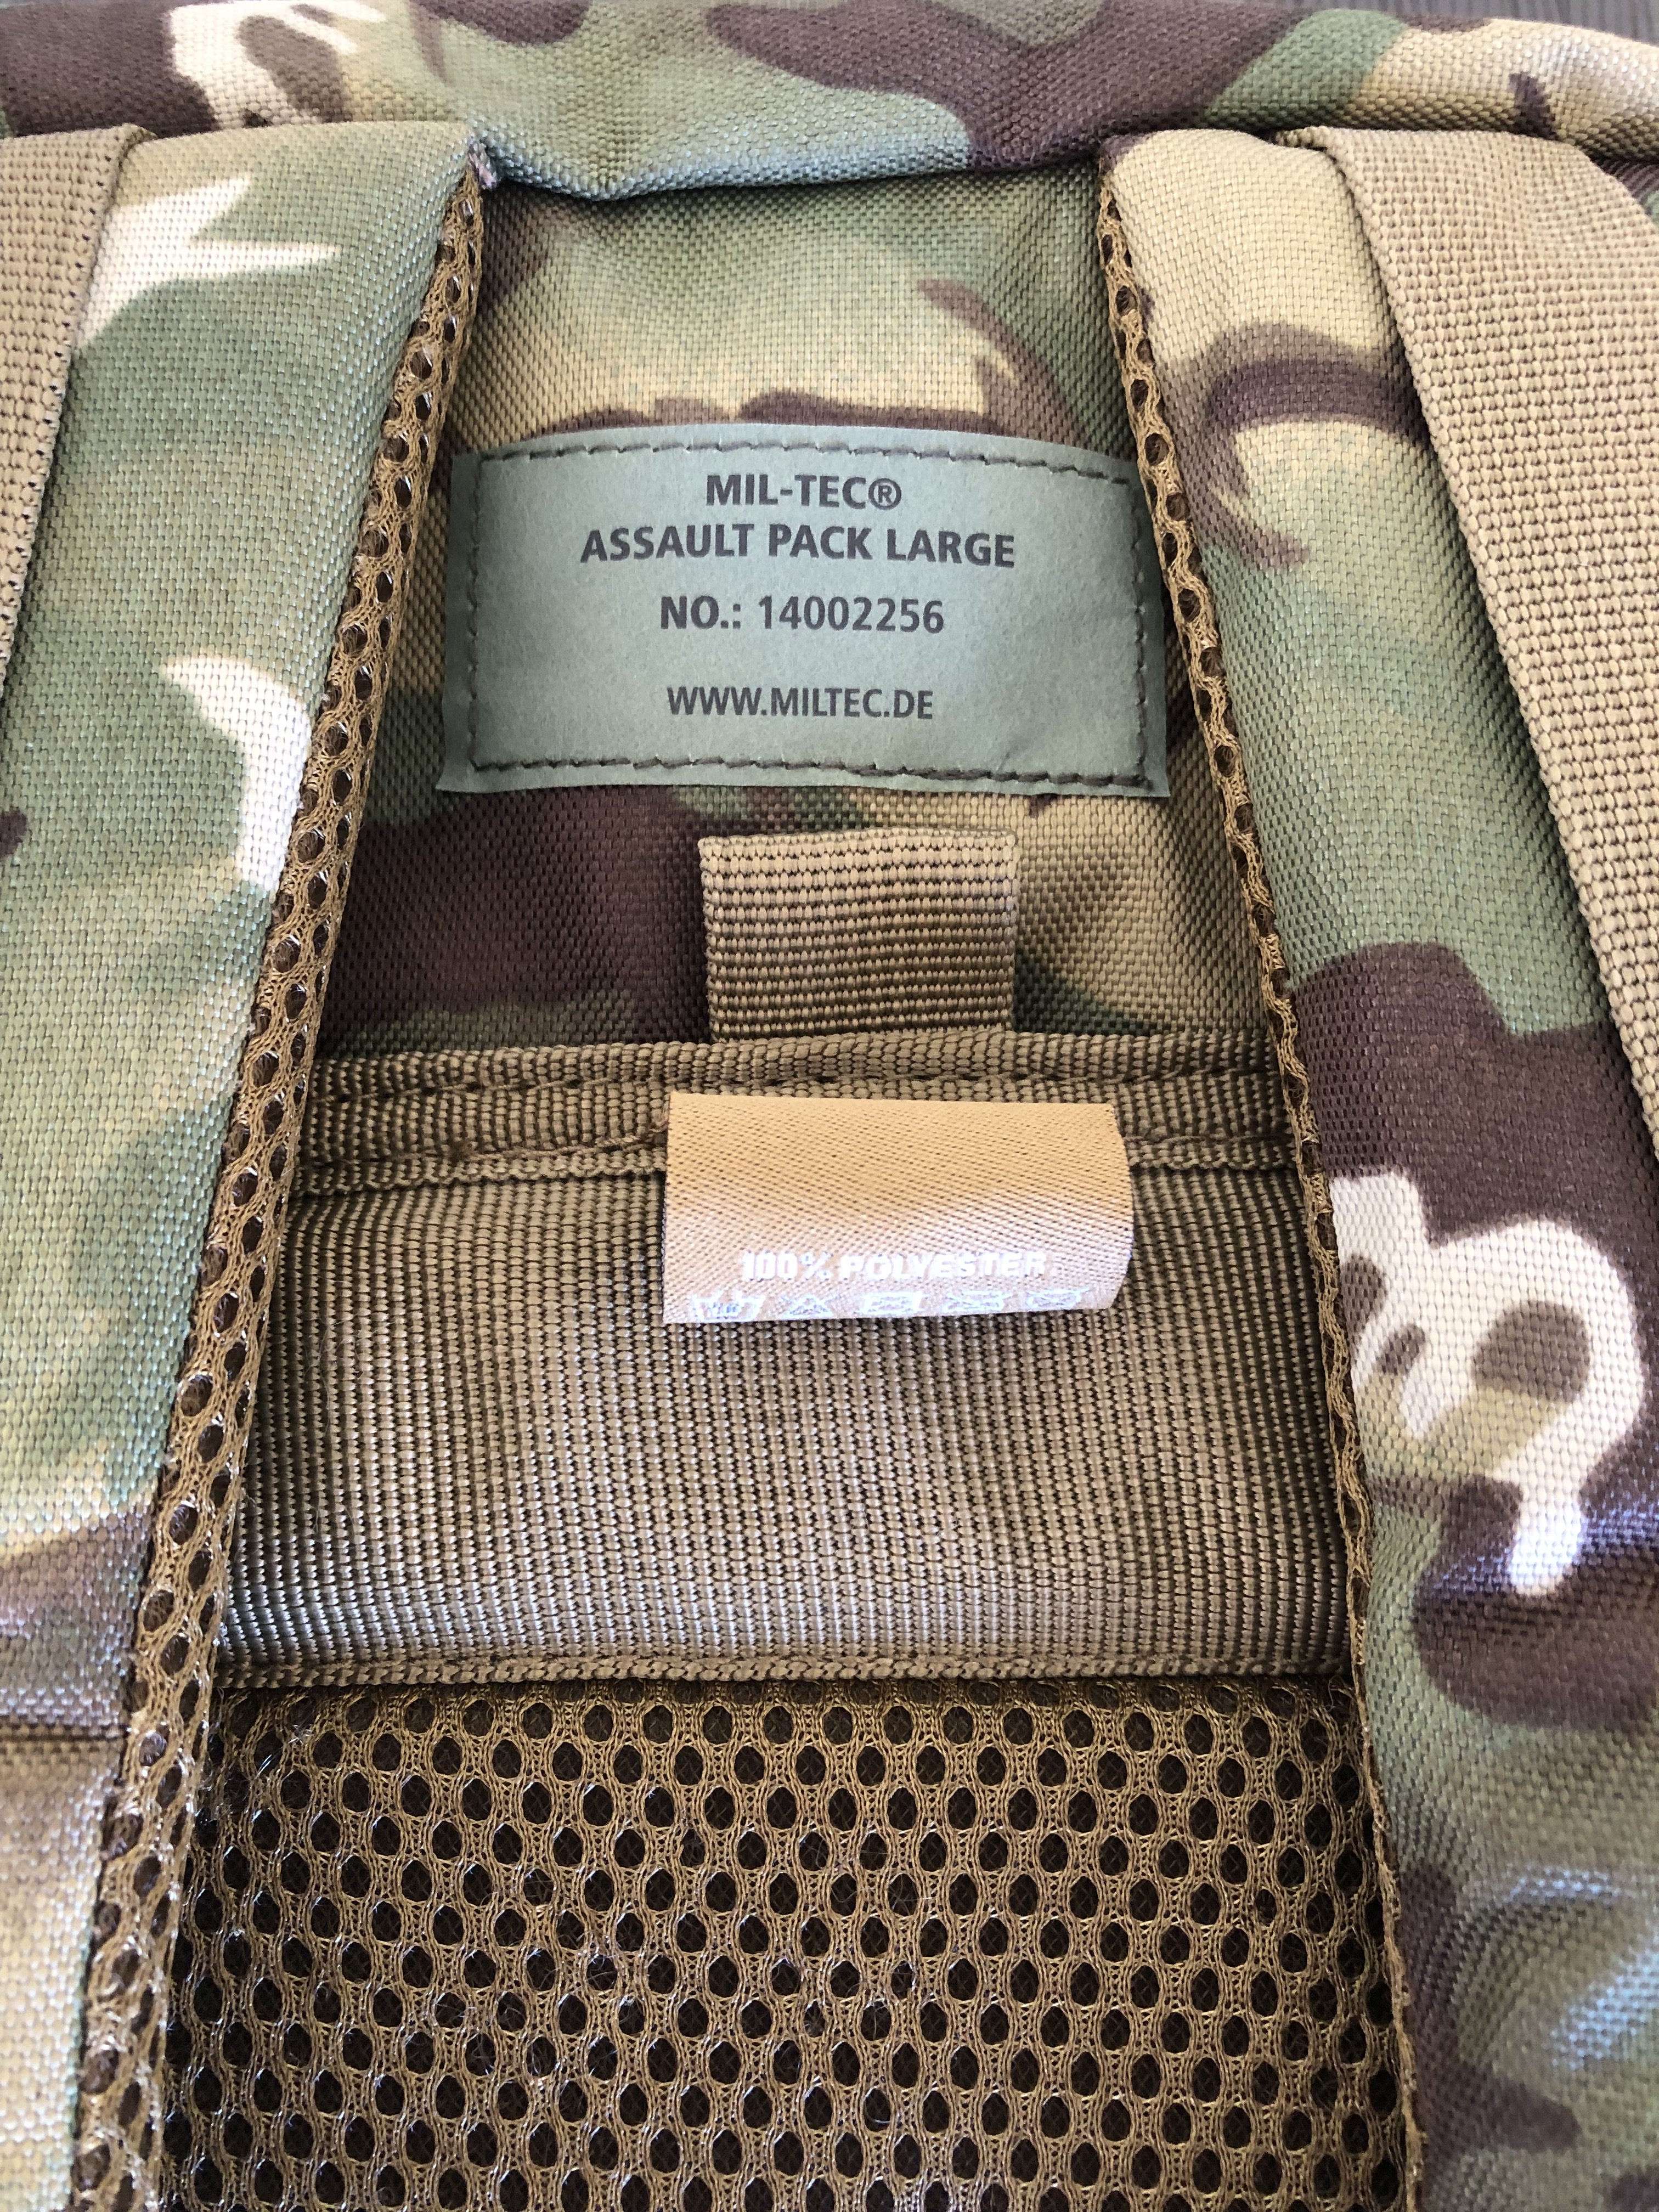 MIL-TEC®
ASSAULT PACK LARGE
NO.: 14002256
WWW.MILTEC.DE
100% POLYESTER